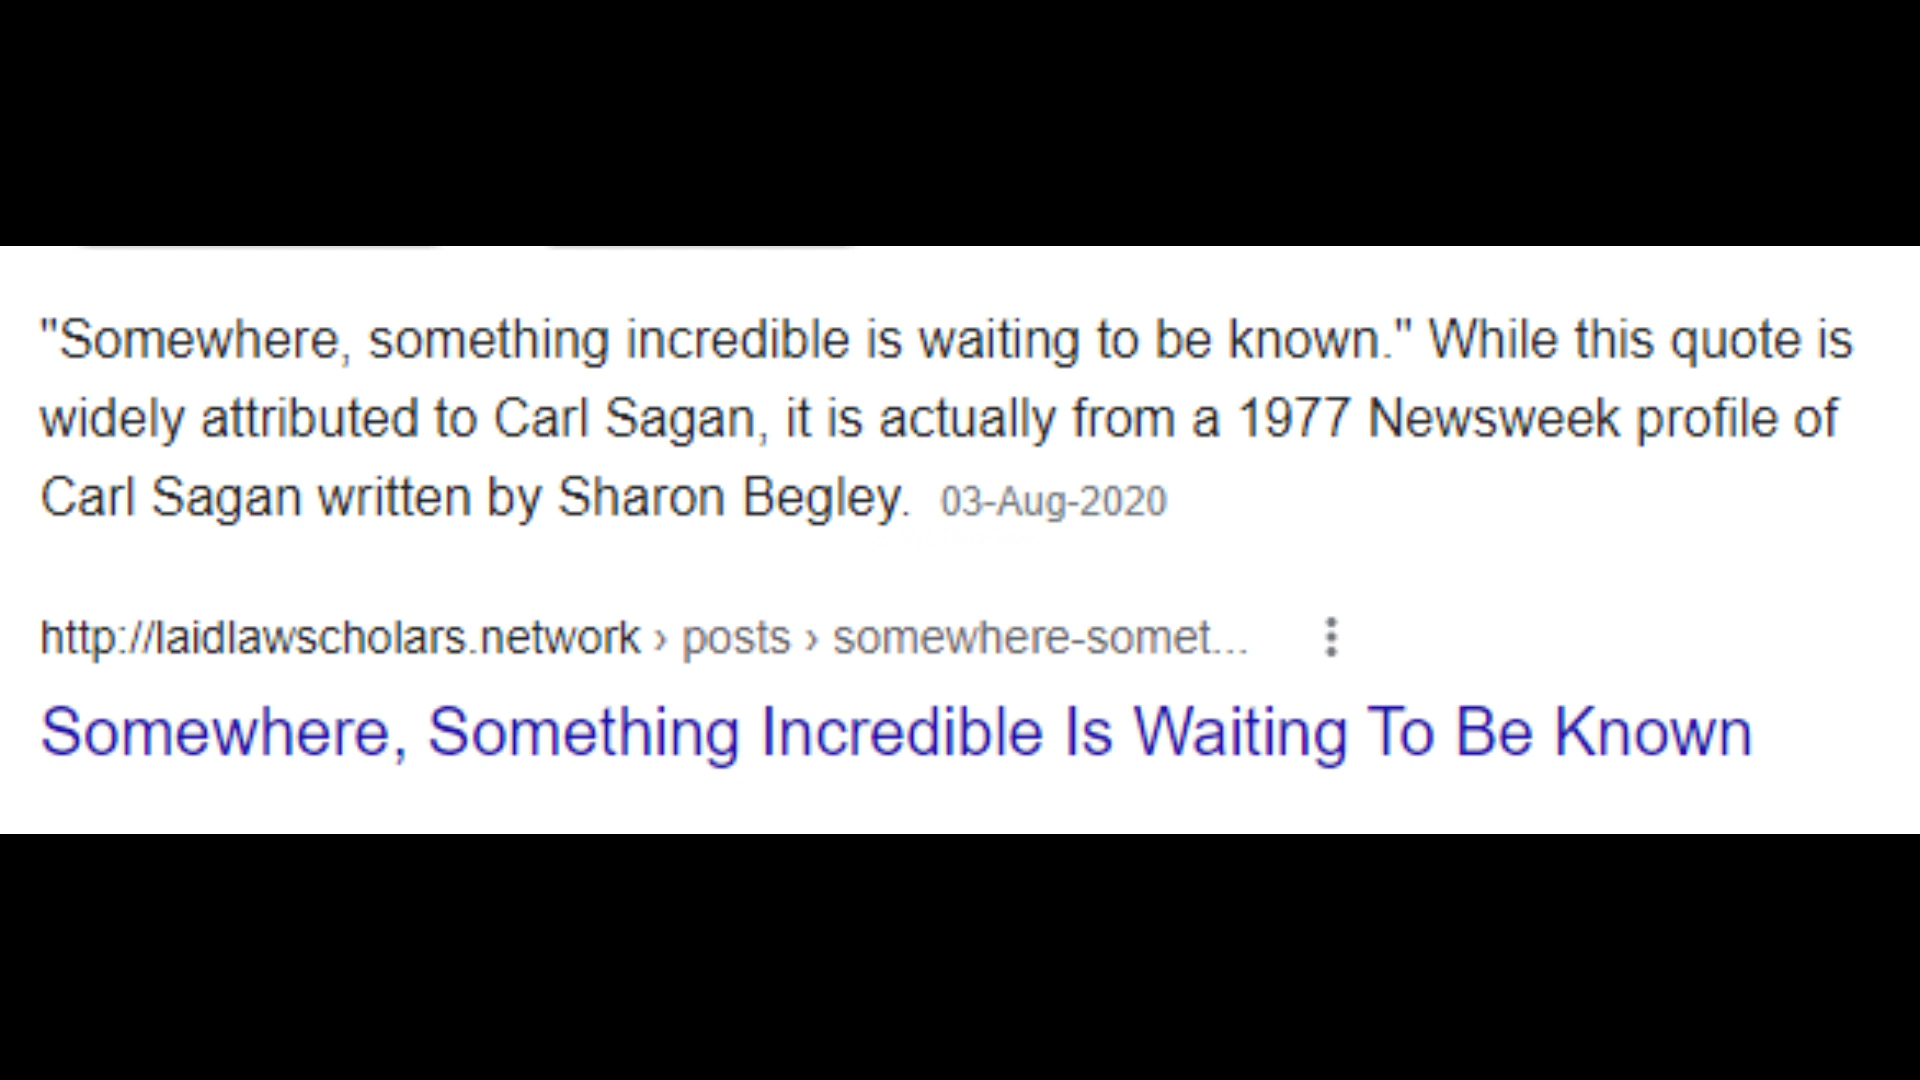 "Somewhere, something incredible is waiting to be known." While this quote is
widely attributed to Carl Sagan, it is actually from a 1977 Newsweek profile of
Carl Sagan written by Sharon Begley. 03-Aug-2020
http://laidlawscholars.network › posts › somewhere-somet...
Somewhere, Something Incredible Is Waiting To Be Known